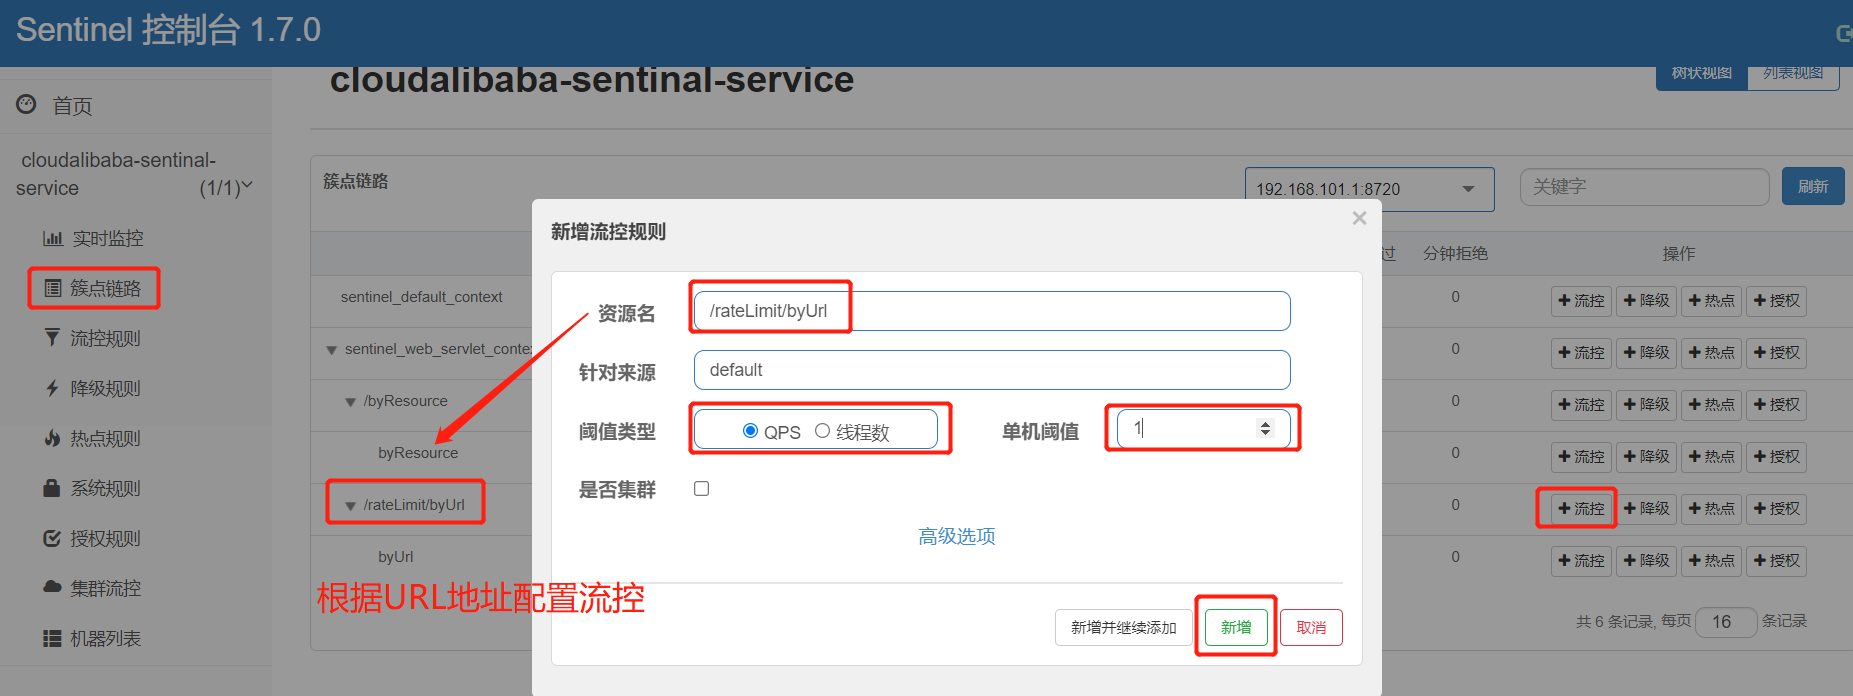 Sentinel 控制台 1.7.0
cloudalibaba-sentinal-service
树状视图
列表视图
首页
cloudalibaba-sentinal-
service
(1/1)
实时监控
簇点链路
流控规则
降级规则
热点规则
系统规则
授权规则
集群流控
机器列表
簇点链路
192.168.101.1:8720
关键字
刷新
过
分钟拒绝
操作
sentinel_default_context
0
流控
降级
热点
授权
sentinel_web_servlet_conte
0
流控
降级
热点
授权
/byResource
0
流控
降级
热点
授权
byResource
0
流控
降级
热点
授权
/rateLimit/byUrl
0
流控
降级
热点
授权
byUrl
0
流控
降级
热点
授权
共 6 条记录, 每页
16
条记录
新增流控规则
×
资源名
/rateLimit/byUrl
针对来源
default
阈值类型
QPS
线程数
单机阈值
1
是否集群
高级选项
新增并继续添加
新增
取消
根据URL地址配置流控